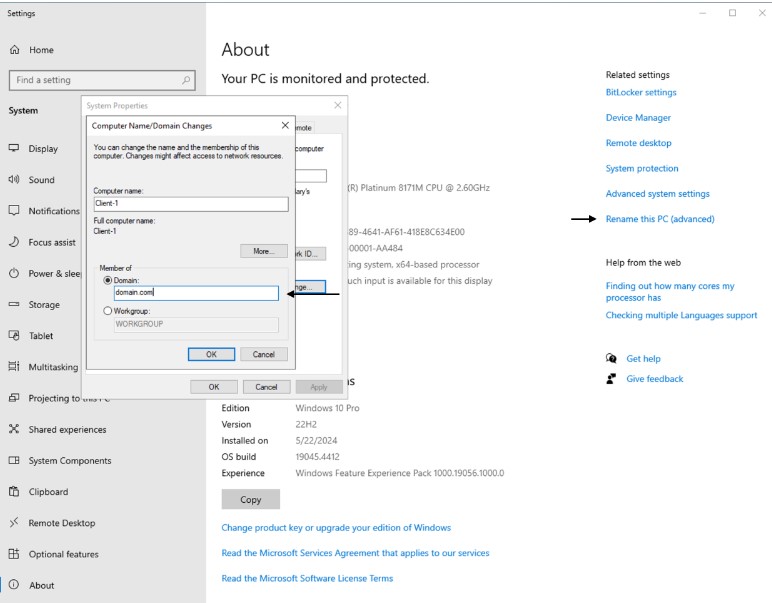 Settings
Home
Find a setting
System
Display
Sound
Notifications
Focus assist
Power & slee
Storage
Tablet
Multitasking
Projecting to this PC
Shared experiences
System Components
Clipboard
Remote Desktop
Optional features
About
About
Your PC is monitored and protected.
System Properties
Computer Name/Domain Changes
You can change the name and the membership of this
computer. Changes might affect access to network resources.
Computer name:
Client-1
Full computer name:
Client-1
More...
Member of
Domain:
domain.com
Workgroup:
WORKGROUP
OK Cancel
emote
computer
ary's
rk ID...
nge...
OK Cancel Apply
(R) Platinum 8171M CPU @ 2.60GHz
89-4641-AF61-418E8C634E00
00001-AA484
ing system, x64-based processor
uch input is available for this display
ns
Edition Windows 10 Pro
Version 22H2
Installed on 5/22/2024
OS build 19045.4412
Experience Windows Feature Experience Pack 1000.19056.1000.0
Copy
Change product key or upgrade your edition of Windows
Read the Microsoft Services Agreement that applies to our services
Read the Microsoft Software License Terms
Related settings
BitLocker settings
Device Manager
Remote desktop
System protection
Advanced system settings
Rename this PC (advanced)
Help from the web
Finding out how many cores my
processor has
Checking multiple Languages support
Get help
Give feedback